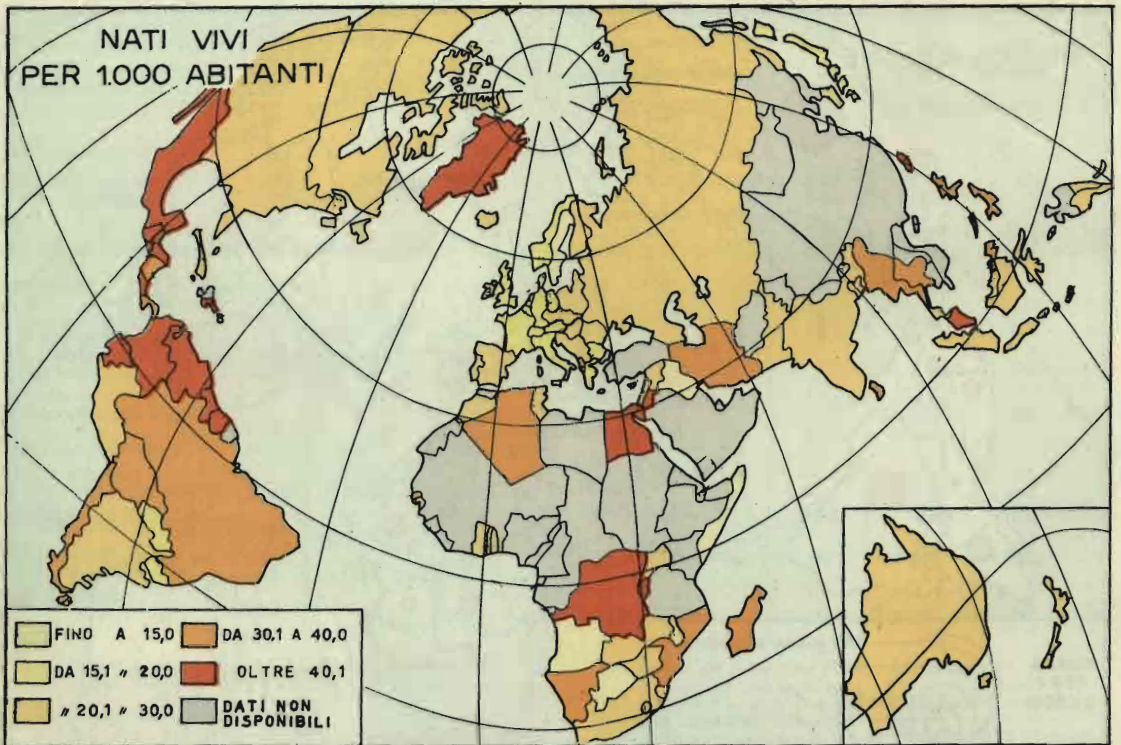 NATI VIVI
PER 1.000 ABITANTI
FINO A 15,0
DA 15,1 " 20,0
" 20,1 " 30,0
DA 30,1 A 40,0
OLTRE 40,1
DATI NON
DISPONIBILI